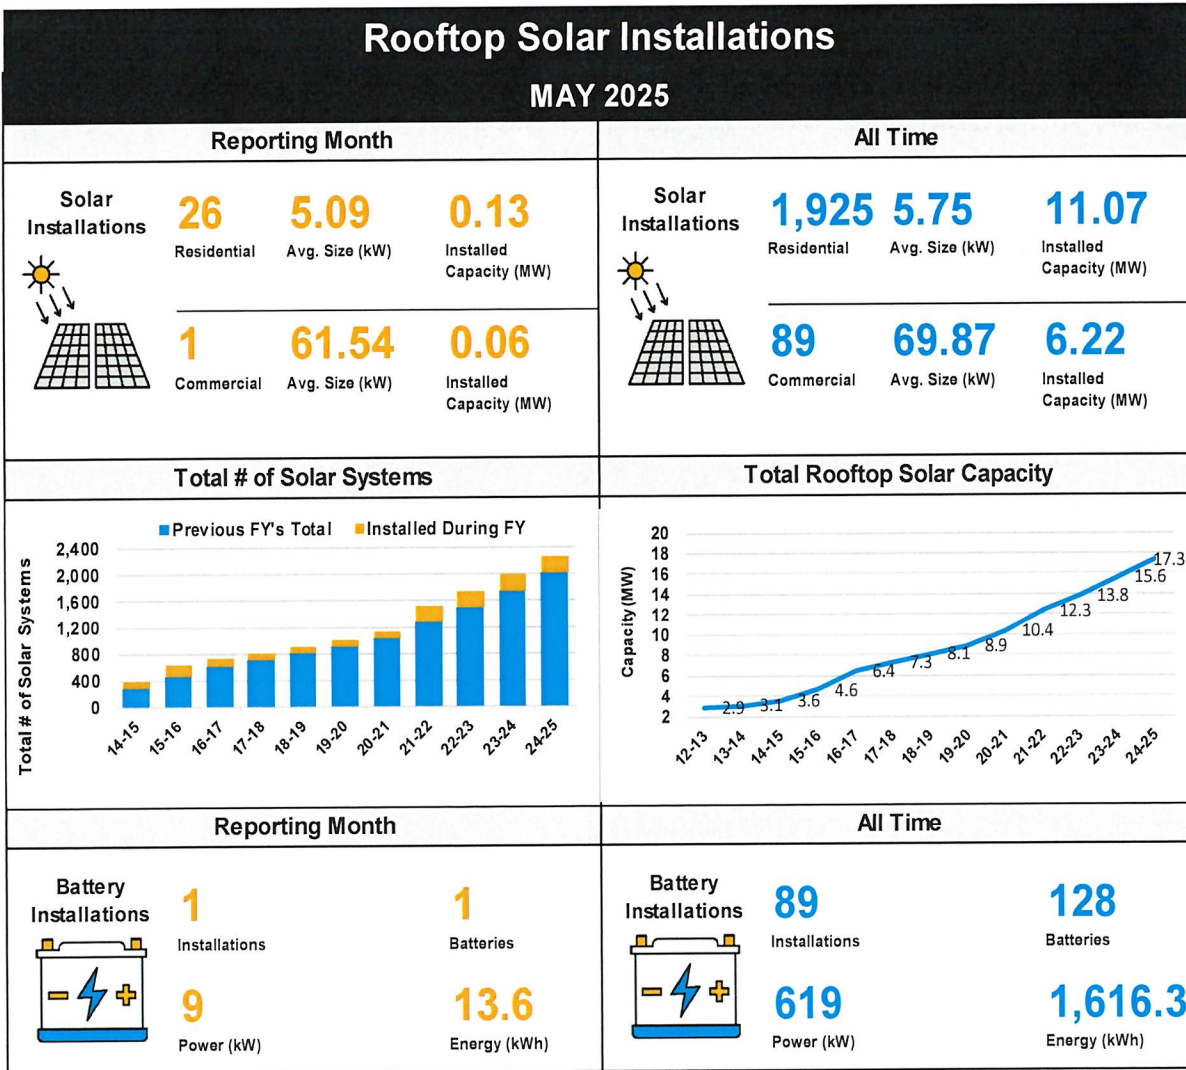 Rooftop Solar Installations
MAY 2025
Reporting Month
Solar
Installations
26
Residential
5.09
Avg. Size (kW)
0.13
Installed
Capacity (MW)
1
Commercial
61.54
Avg. Size (kW)
0.06
Installed
Capacity (MW)
All Time
Solar
Installations
1,925
Residential
5.75
Avg. Size (kW)
11.07
Installed
Capacity (MW)
89
Commercial
69.87
Avg. Size (kW)
6.22
Installed
Capacity (MW)
Total # of Solar Systems
Previous FY's Total
Installed During FY
Total # of Solar Systems
2,400
2,000
1,600
1,200
800
400
0
14-15
15-16
16-17
17-18
18-19
19-20
20-21
21-22
22-23
23-24
24-25
Total Rooftop Solar Capacity
Capacity (MW)
20
18
16
14
12
10
8
6
4
2
2.9
3.1
3.6
4.6
6.4
7.3
8.1
8.9
10.4
12.3
13.8
15.6
17.3
12-13
13-14
14-15
15-16
16-17
17-18
18-19
19-20
20-21
21-22
22-23
23-24
24-25
Reporting Month
Battery
Installations
1
Installations
1
Batteries
9
Power (kW)
13.6
Energy (kWh)
All Time
Battery
Installations
89
Installations
128
Batteries
619
Power (kW)
1,616.3
Energy (kWh)